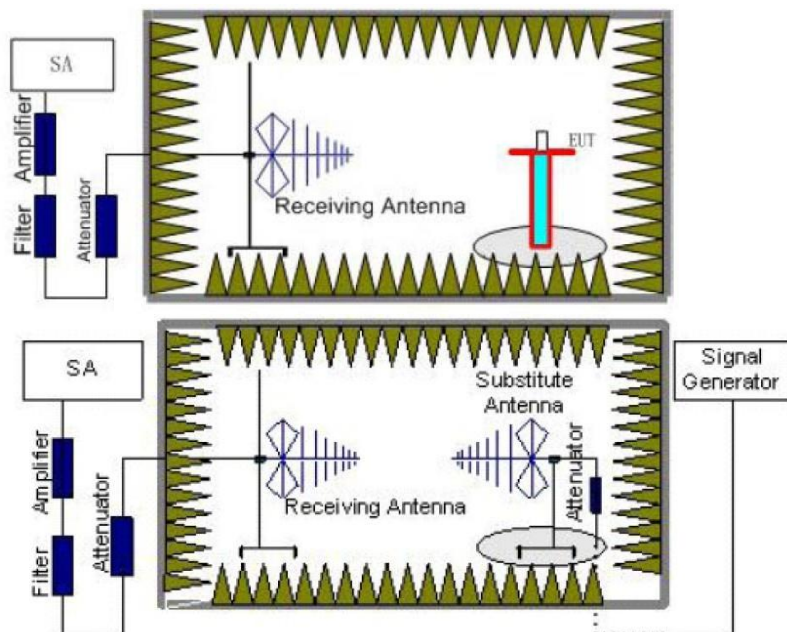 SA
Amplifier
Filter
Attenuator
Receiving Antenna
EUT
SA
Amplifier
Filter
Attenuator
Receiving Antenna
Substitute
Antenna
Attenuator
Signal
Generator